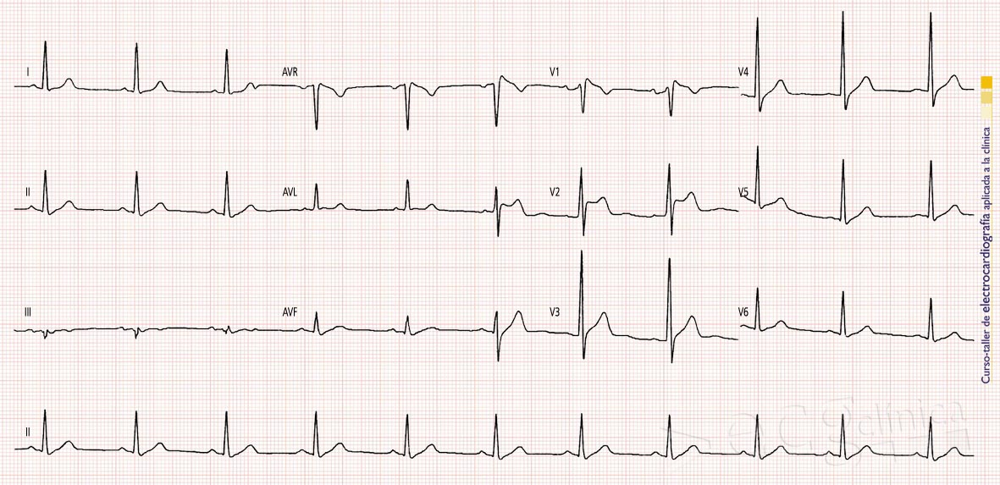 I AVR V1 V4
II AVL V2 V5
III AVF V3 V6
II
Curso-taller de electrocardiografía aplicada a la clínica
clínica